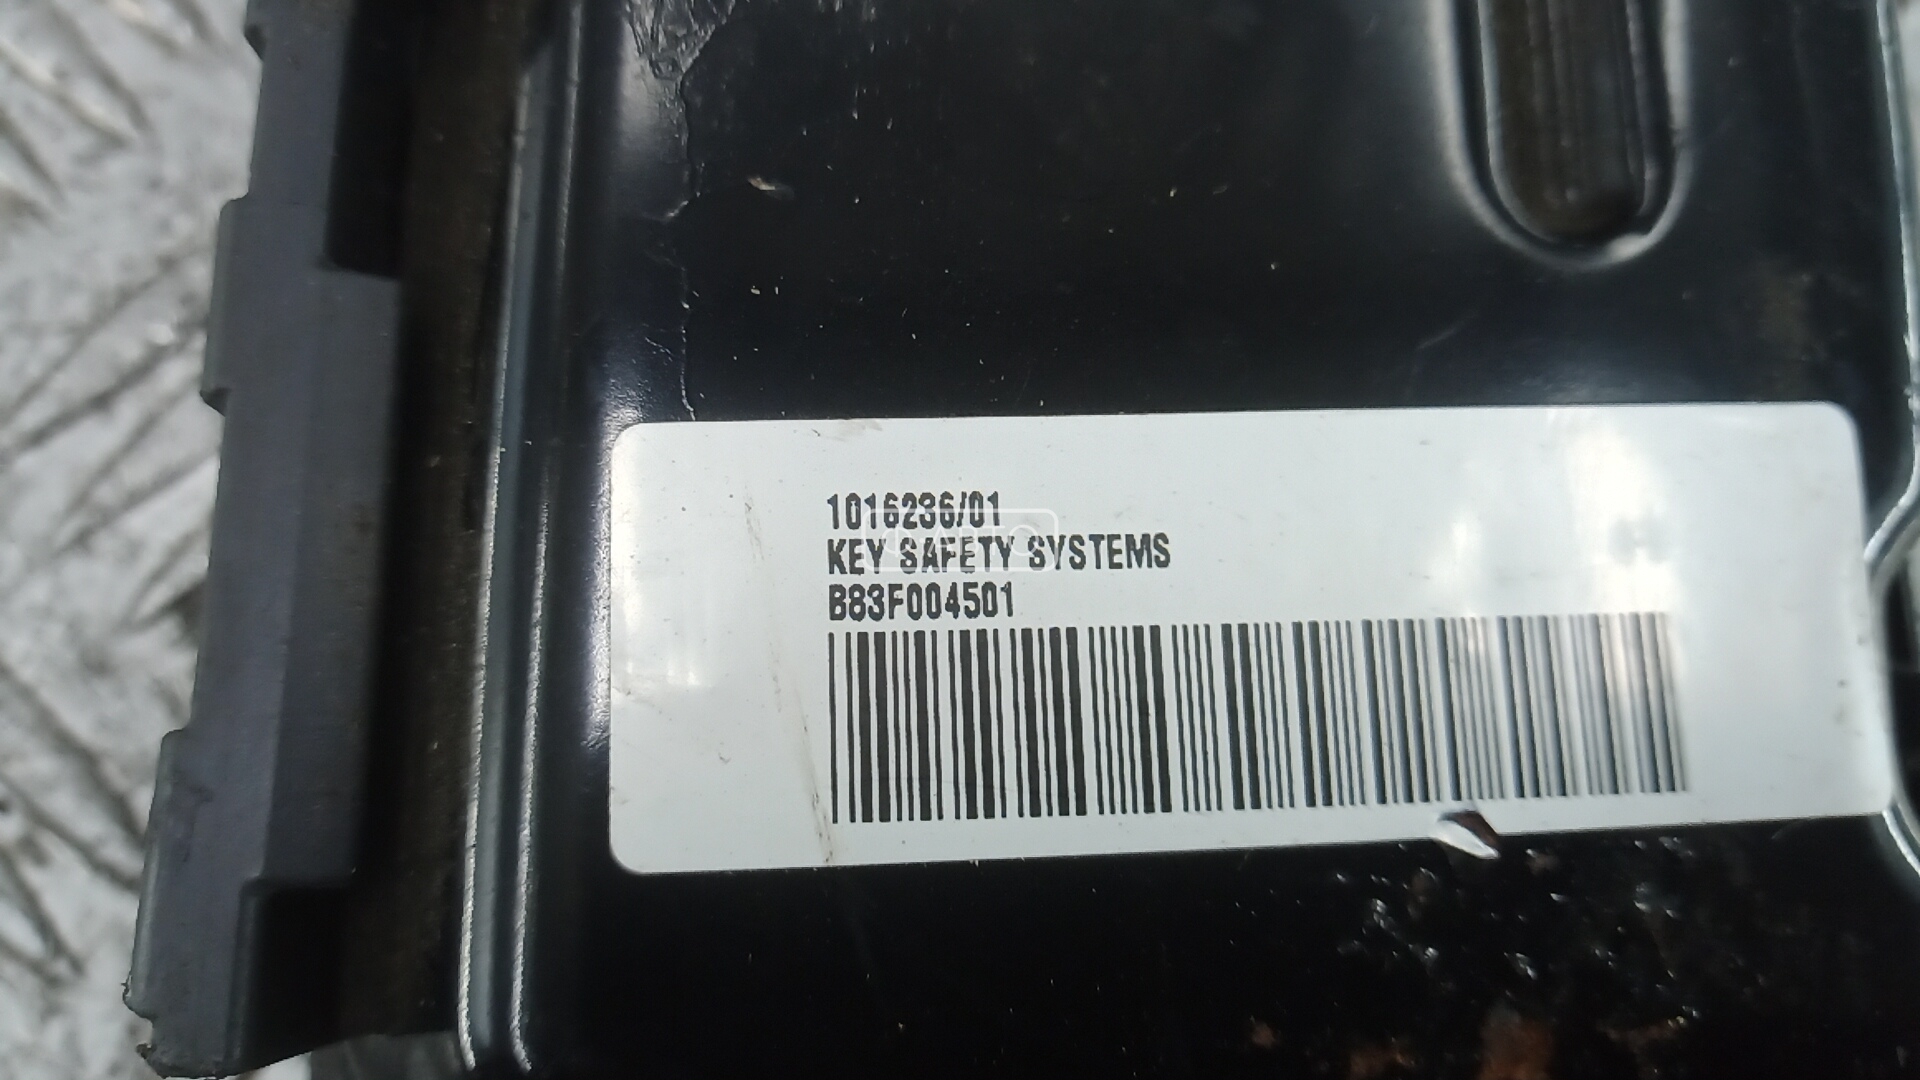 1016236/01
KEY SAFETY SYSTEMS
B83F004501